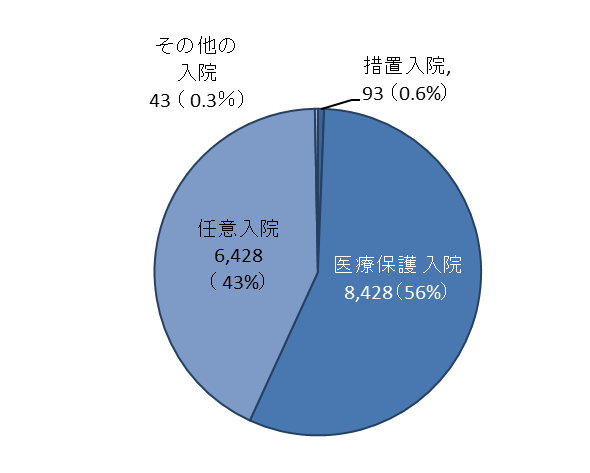 その他の
入院
43（ 0.3%）
措置入院,
93（0.6%）
任意入院
6,428
（ 43%）
医療保護 入院
8,428（56%）